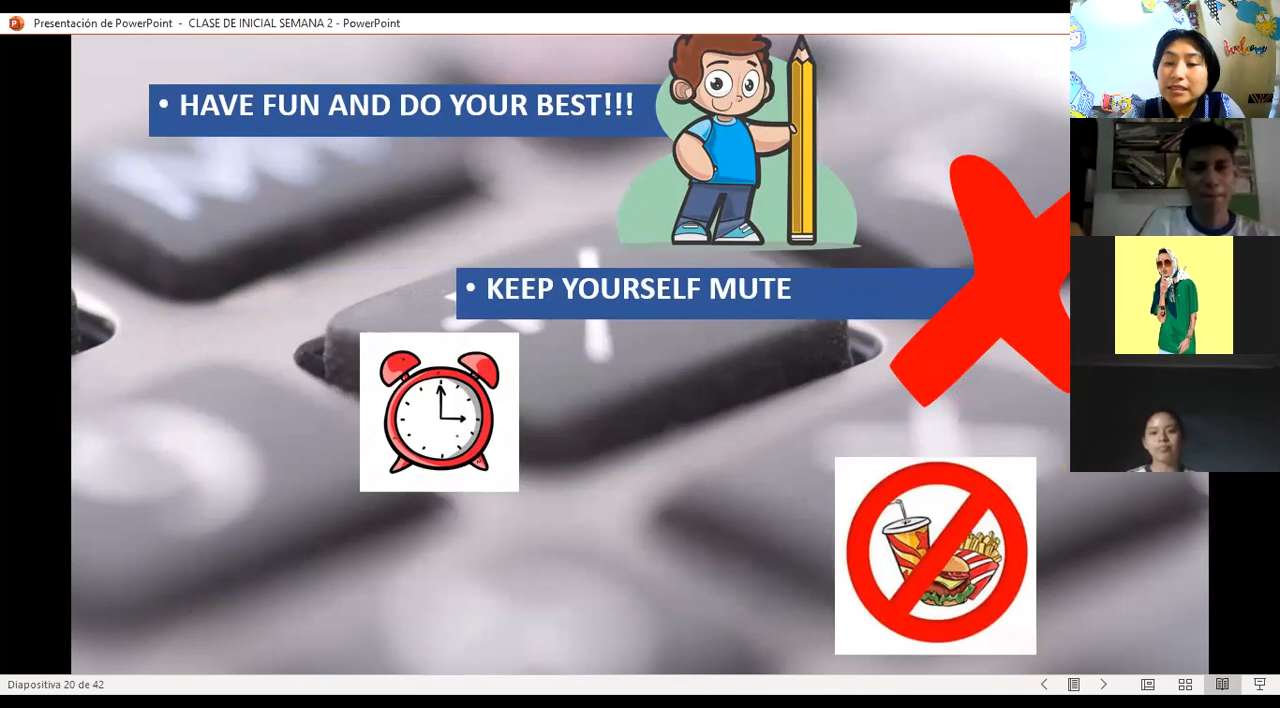 Presentación de PowerPoint - CLASE DE INICIAL SEMANA 2 - PowerPoint
• HAVE FUN AND DO YOUR BEST!!!
• KEEP YOURSELF MUTE
Diapositiva 20 de 42
welcome